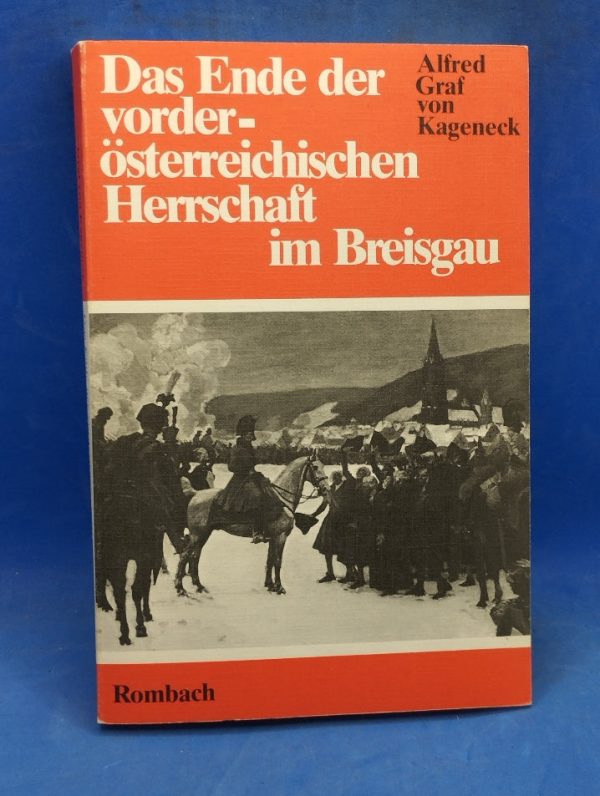 Das Ende der
vorder-
österreichischen
Herrschaft
im Breisgau
Alfred
Graf
von
Kageneck
Rombach